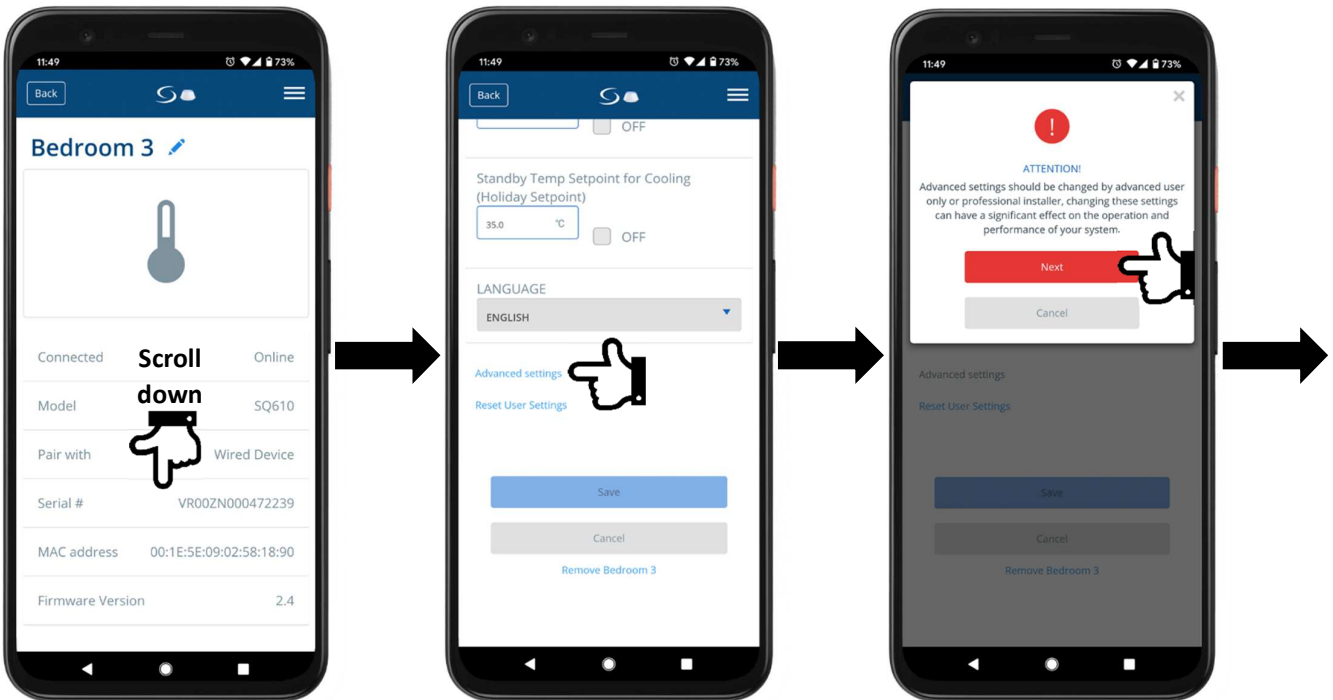 11:49
73%
Back
Bedroom 3
Connected
Online
Scroll
down
Model
SQ610
Pair with
Wired Device
Serial #
VR00ZN000472239
MAC address
00:1E:5E:09:02:58:18:90
Firmware Version
2.4
11:49
73%
Back
OFF
Standby Temp Setpoint for Cooling
(Holiday Setpoint)
35.0 °C
OFF
LANGUAGE
ENGLISH
Advanced settings
Reset User Settings
Save
Cancel
Remove Bedroom 3
11:49
73%
ATTENTION!
Advanced settings should be changed by advanced user
only or professional installer, changing these settings
can have a significant effect on the operation and
performance of your system.
Next
Cancel
Advanced settings
Reset User Settings
Save
Cancel
Remove Bedroom 3